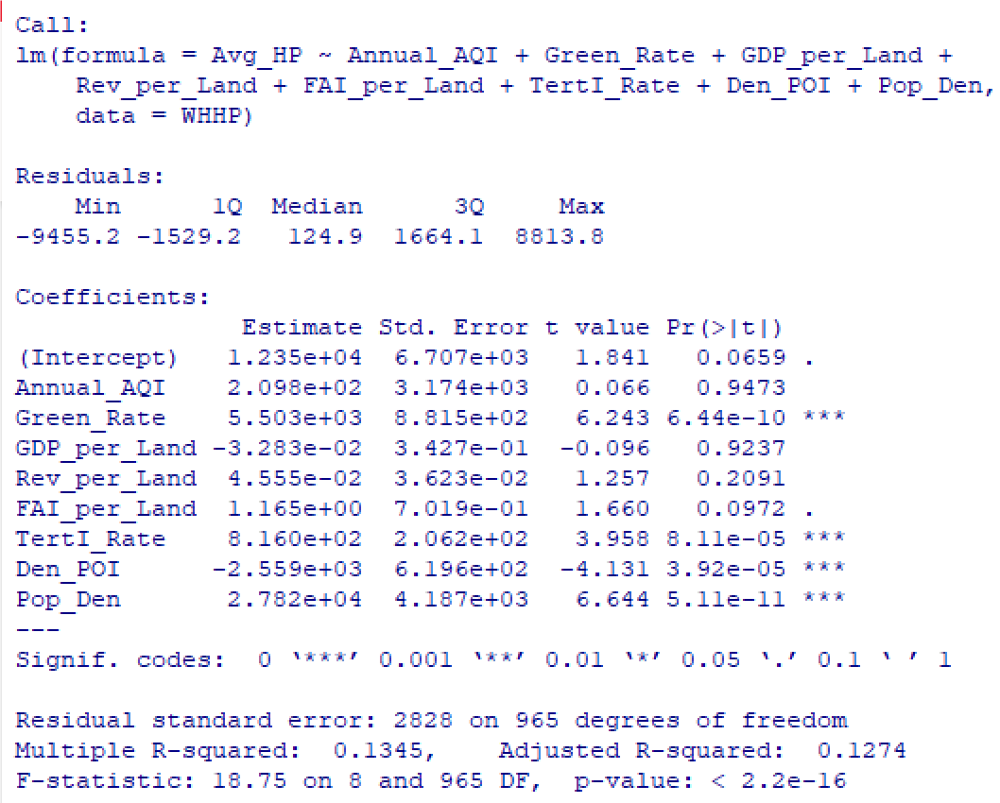 Call:
lm(formula = Avg_HP ~ Annual_AQI + Green_Rate + GDP_per_Land +
    Rev_per_Land + FAI_per_Land + TertI_Rate + Den_POI + Pop_Den,
    data = WHHP)

Residuals:
    Min      1Q  Median      3Q     Max
-9455.2 -1529.2   124.9  1664.1  8813.8

Coefficients:
               Estimate Std. Error t value Pr(>|t|)
(Intercept)   1.235e+04  6.707e+03   1.841   0.0659 .
Annual_AQI    2.098e+02  3.174e+03   0.066   0.9473
Green_Rate    5.503e+03  8.815e+02   6.243 6.44e-10 ***
GDP_per_Land -3.283e-02  3.427e-01  -0.096   0.9237
Rev_per_Land  4.555e-02  3.623e-02   1.257   0.2091
FAI_per_Land  1.165e+00  7.019e-01   1.660   0.0972 .
TertI_Rate    8.160e+02  2.062e+02   3.958 8.11e-05 ***
Den_POI      -2.559e+03  6.196e+02  -4.131 3.92e-05 ***
Pop_Den       2.782e+04  4.187e+03   6.644 5.11e-11 ***
---
Signif. codes:  0 ‘***’ 0.001 ‘**’ 0.01 ‘*’ 0.05 ‘.’ 0.1 ‘ ’ 1

Residual standard error: 2828 on 965 degrees of freedom
Multiple R-squared:  0.1345,    Adjusted R-squared:  0.1274
F-statistic: 18.75 on 8 and 965 DF,  p-value: < 2.2e-16